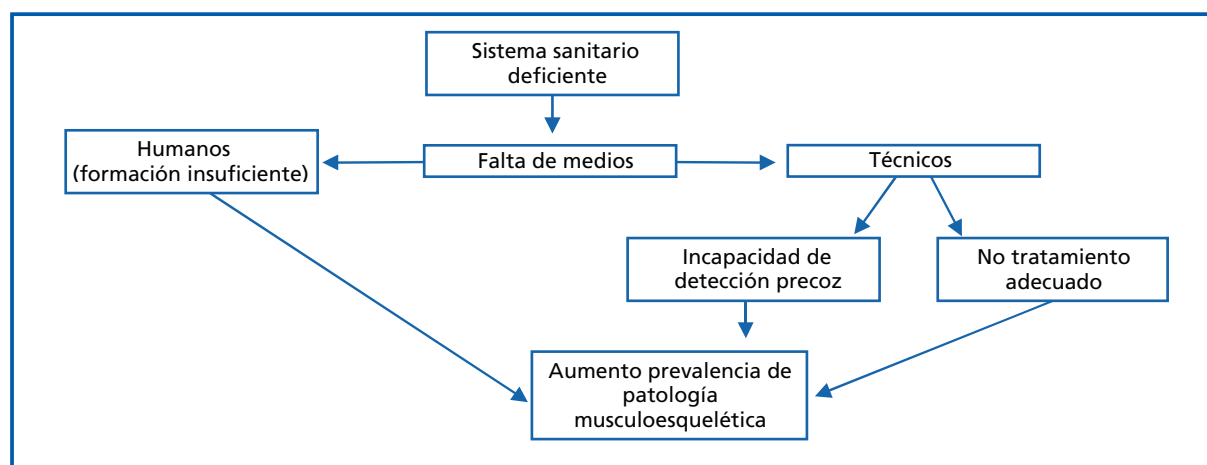 Sistema sanitario
deficiente
Humanos
(formación insuficiente)
Falta de medios
Técnicos
Incapacidad de
detección precoz
No tratamiento
adecuado
Aumento prevalencia de
patología
musculoesquelética